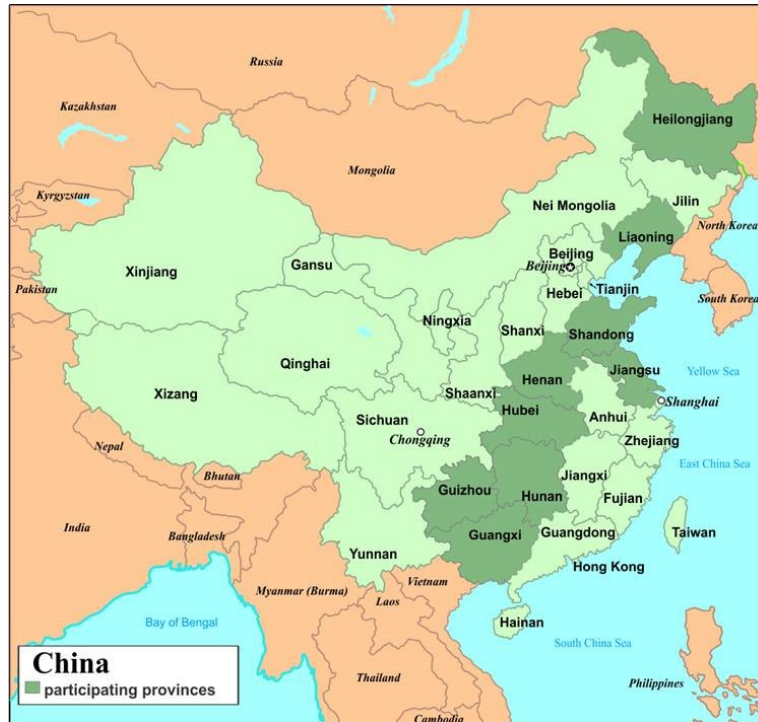 Russia
Kazakhstan
Heilongjiang
Mongolia
Kyrgyzstan
Jilin
Nei Mongolia
North Korea
Liaoning
Beijing
Beijing
Xinjiang
Gansu
Pakistan
Tianjin
Hebei
South Korea
Ningxia
Shanxi
Shandong
Qinghai
Yellow Sea
Jiangsu
Henan
Xizang
Shaanxi
Shanghai
Hubei
Anhui
Sichuan
Chongqing
Zhejiang
Nepal
East China Sea
Bhutan
Jiangxi
Guizhou
Hunan
Fujian
India
Bangladesh
Guangxi
Guangdong
Taiwan
Yunnan
Hong Kong
Vietnam
Myanmar (Burma)
Laos
Bay of Bengal
Hainan
South China Sea
China
participating provinces
Thailand
Philippines
Cambodia